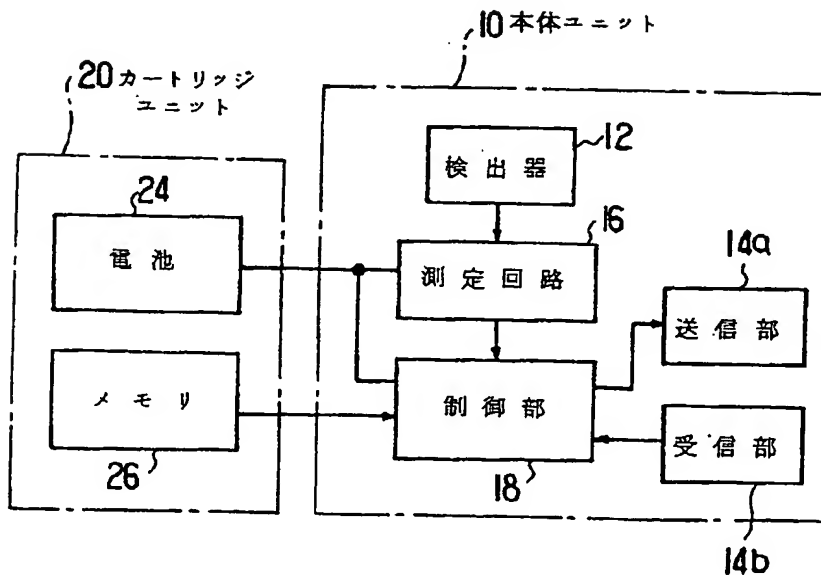 10 本体ユニット
20 カートリッジ
ユニット
12
検出器
24
16
電池
測定回路
14a
送信部
メモリ
制御部
受信部
26
18
14b